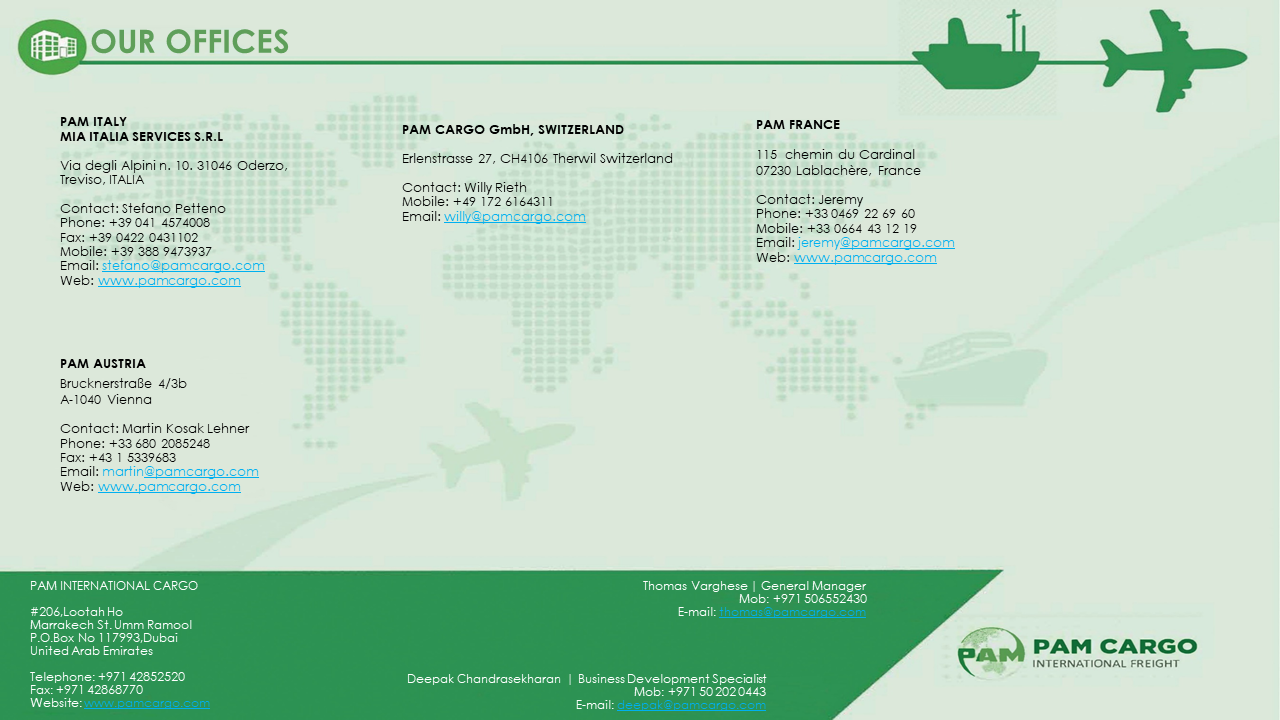 OUR OFFICES
PAM ITALY
MIA ITALIA SERVICES S.R.L
Via degli Alpini n. 10. 31046 Oderzo,
Treviso, ITALIA
Contact: Stefano Petteno
Phone: +39 041 4574008
Fax: +39 0422 0431102
Mobile: +39 388 9473937
Email: stefano@pamcargo.com
Web: www.pamcargo.com
PAM CARGO GmbH, SWITZERLAND
Erlenstrasse 27, CH4106 Therwil Switzerland
Contact: Willy Rieth
Mobile: +49 172 6164311
Email: willy@pamcargo.com
PAM FRANCE
115 chemin du Cardinal
07230 Lablachère, France
Contact: Jeremy
Phone: +33 0469 22 69 60
Mobile: +33 0664 43 12 19
Email: jeremy@pamcargo.com
Web: www.pamcargo.com
PAM AUSTRIA
Brucknerstraße 4/3b
A-1040 Vienna
Contact: Martin Kosak Lehner
Phone: +33 680 2085248
Fax: +43 1 5339683
Email: martin@pamcargo.com
Web: www.pamcargo.com
PAM INTERNATIONAL CARGO
#206,Lootah Ho
Marrakech St. Umm Ramool
P.O.Box No 117993,Dubai
United Arab Emirates
Telephone: +971 42852520
Fax: +971 42868770
Website: www.pamcargo.com
Thomas Varghese | General Manager
Mob: +971 506552430
E-mail: thomas@pamcargo.com
Deepak Chandrasekharan | Business Development Specialist
Mob: +971 50 202 0443
E-mail: deepak@pamcargo.com
PAM
PAM CARGO
INTERNATIONAL FREIGHT